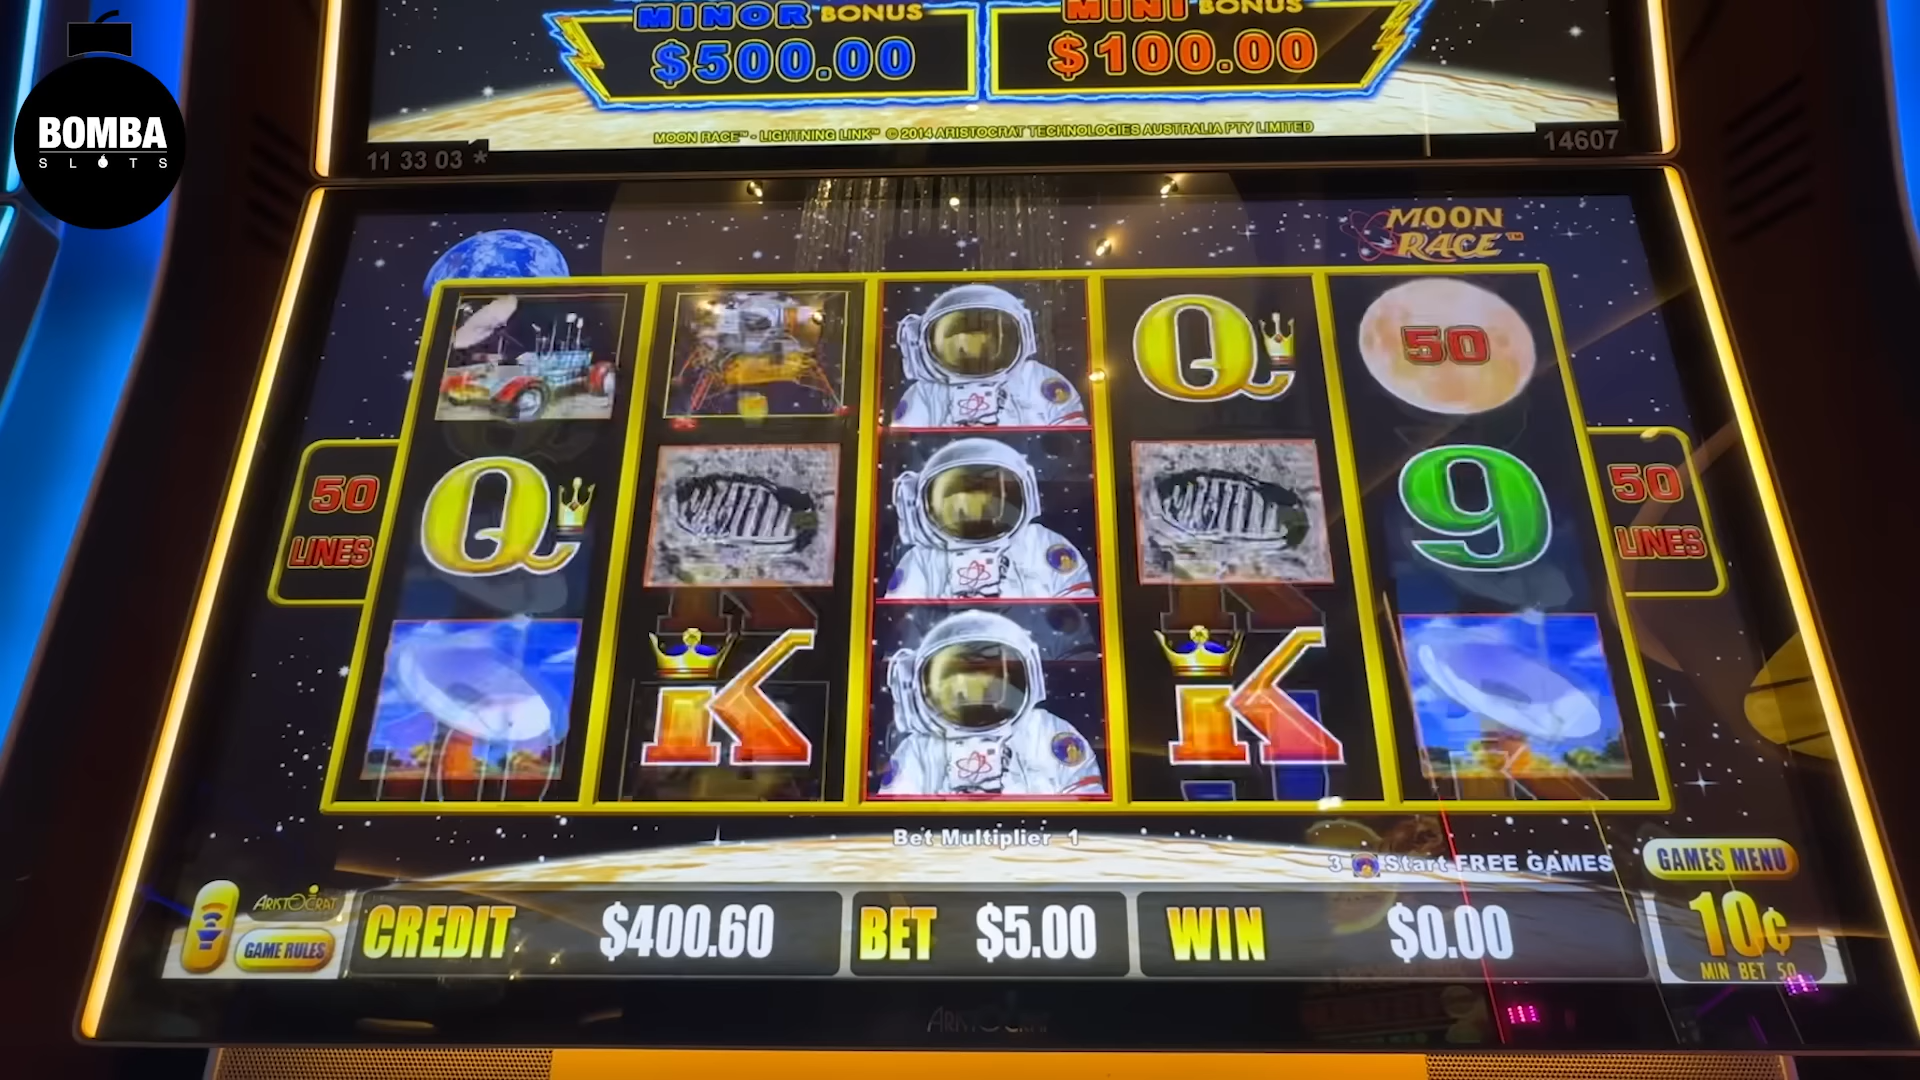 MINOR BONUS
$500.00
MINI BONUS
$100.00
BOMBA
SLOTS
MOON RACE™ - LIGHTNING LINK™ © 2014 ARISTOCRAT TECHNOLOGIES AUSTRALIA PTY LIMITED
11 33 03 *
14607
MOON
RACE™
Q
50
50
LINES
Q
9
50
LINES
K
K
Bet Multiplier 1
3 Start FREE GAMES
GAMES MENU
ARISTOCRAT
GAME RULES
CREDIT $400.60
BET $5.00
WIN $0.00
10¢
MIN BET 50
ARISTOCRAT